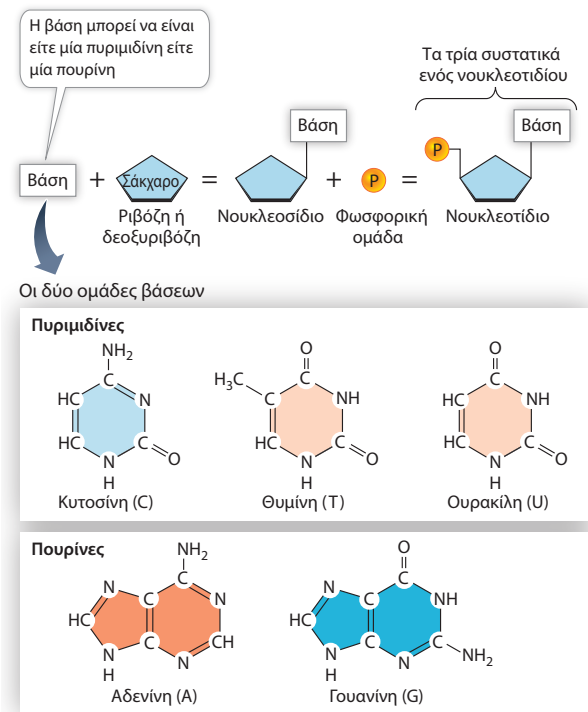 Η βάση μπορεί να είναι
είτε μία πυριμιδίνη είτε
μία πουρίνη
Τα τρία συστατικά
ενός νουκλεοτιδίου
Βάση
+
Σάκχαρο
=
Βάση
+
P
=
P
Βάση
Ριβόζη ή
δεοξυριβόζη
Νουκλεοσίδιο
Φωσφορική
ομάδα
Νουκλεοτίδιο
Οι δύο ομάδες βάσεων
Πυριμιδίνες
NH₂
C
HC
N
HC
C
O
N
H
Κυτοσίνη (C)
O
C
H₃C
C
NH
HC
C
O
N
H
Θυμίνη (T)
O
C
HC
NH
HC
C
O
N
H
Ουρακίλη (U)
Πουρίνες
NH₂
C
N
C
N
HC
C
CH
N
N
H
Αδενίνη (A)
O
C
N
C
NH
HC
C
C
NH₂
N
N
H
Γουανίνη (G)